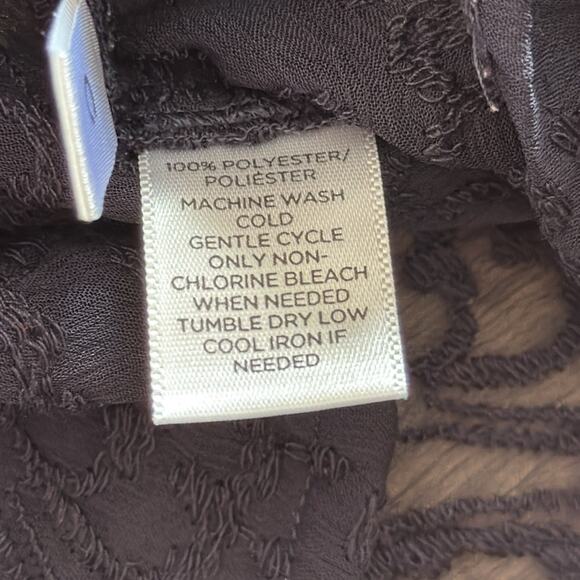 100% POLYESTER/
POLIÉSTER
MACHINE WASH
COLD
GENTLE CYCLE
ONLY NON-
CHLORINE BLEACH
WHEN NEEDED
TUMBLE DRY LOW
COOL IRON IF
NEEDED